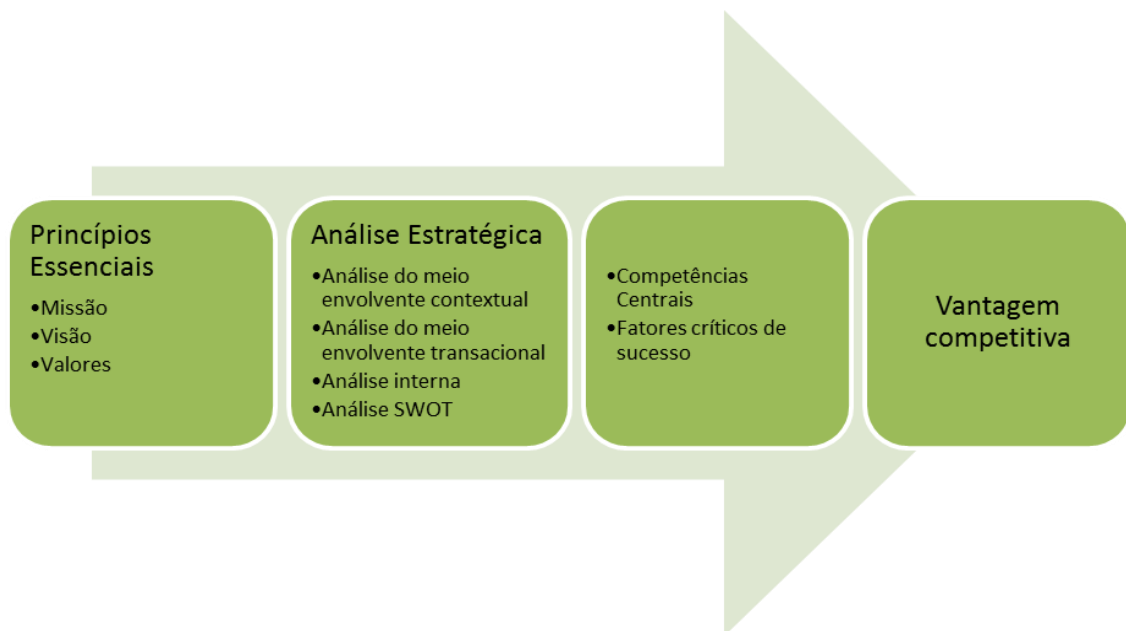 Princípios
Essenciais
•Missão
•Visão
•Valores
Análise Estratégica
•Análise do meio
envolvente contextual
•Análise do meio
envolvente transacional
•Análise interna
•Análise SWOT
•Competências
Centrais
•Fatores críticos de
sucesso
Vantagem
competitiva